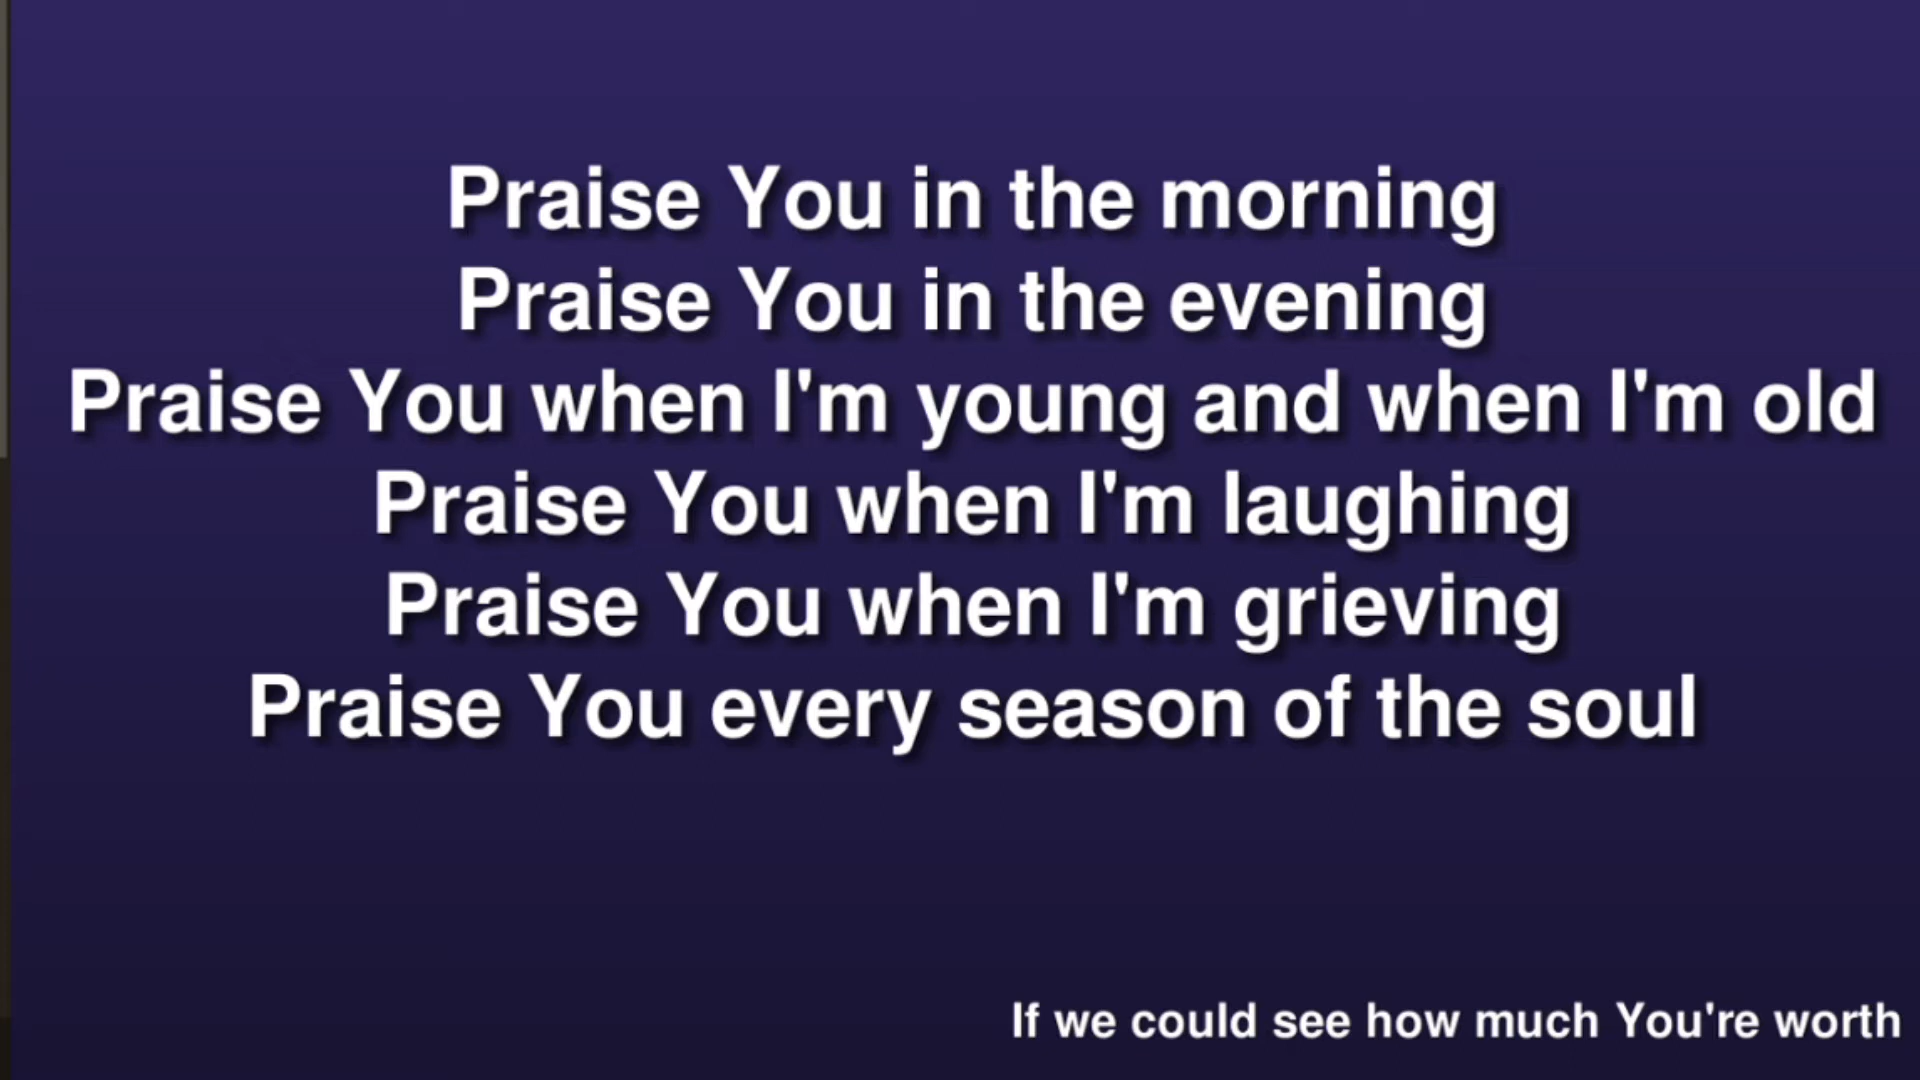 Praise You in the morning
Praise You in the evening
Praise You when I'm young and when I'm old
Praise You when I'm laughing
Praise You when I'm grieving
Praise You every season of the soul
If we could see how much You're worth